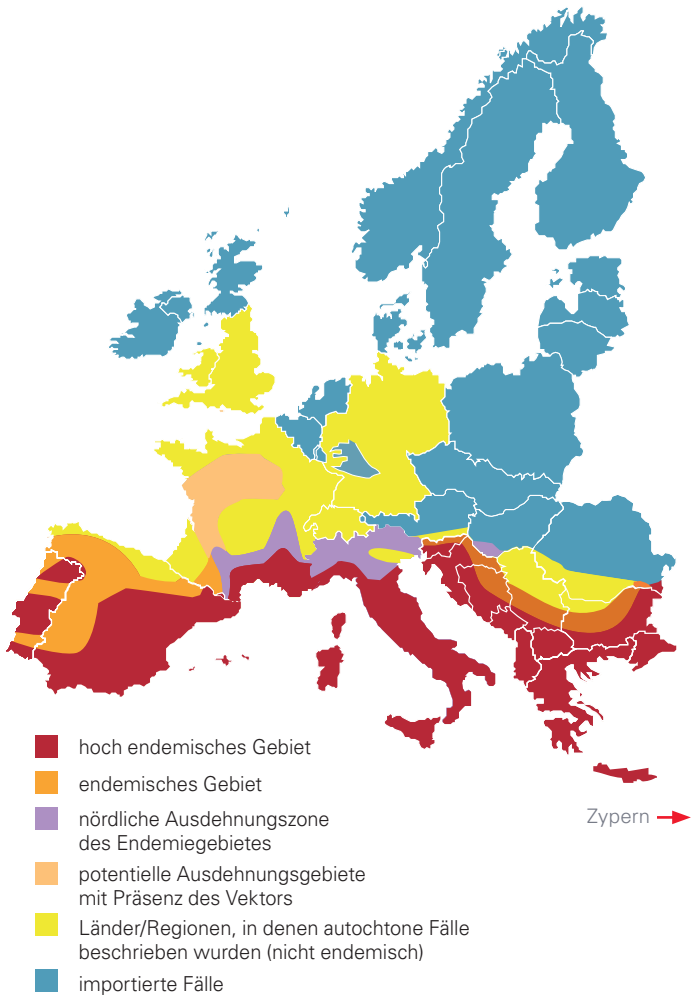 hoch endemisches Gebiet
endemisches Gebiet
nördliche Ausdehnungszone
des Endemiegebietes
Zypern
potentielle Ausdehnungsgebiete
mit Präsenz des Vektors
Länder/Regionen, in denen autochtone Fälle
beschrieben wurden (nicht endemisch)
importierte Fälle